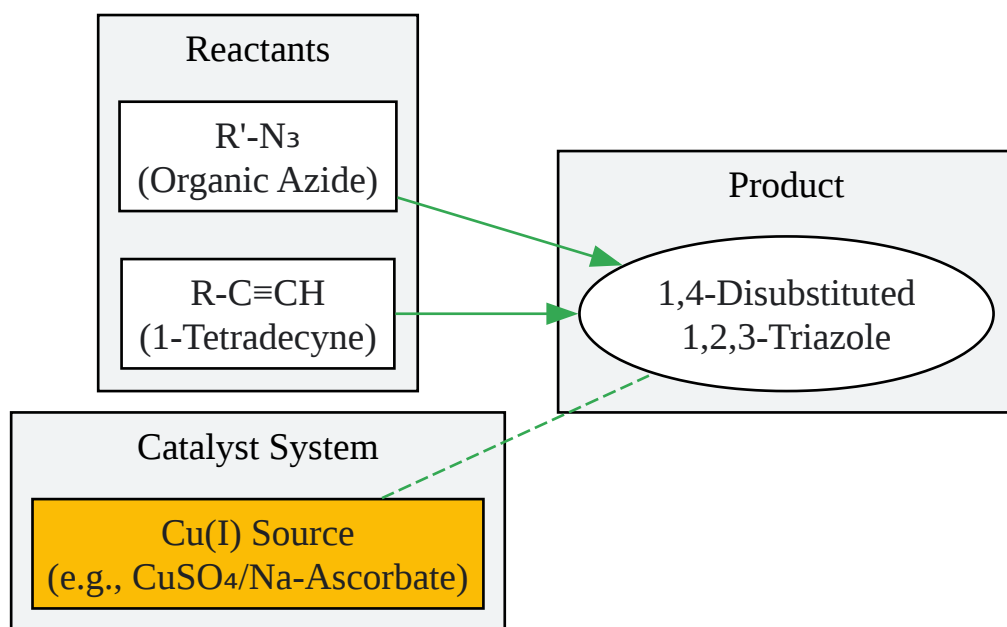 Reactants
R'-N₃
(Organic Azide)
R-C≡CH
(1-Tetradecyne)
Product
1,4-Disubstituted
1,2,3-Triazole
Catalyst System
Cu(I) Source
(e.g., CuSO₄/Na-Ascorbate)